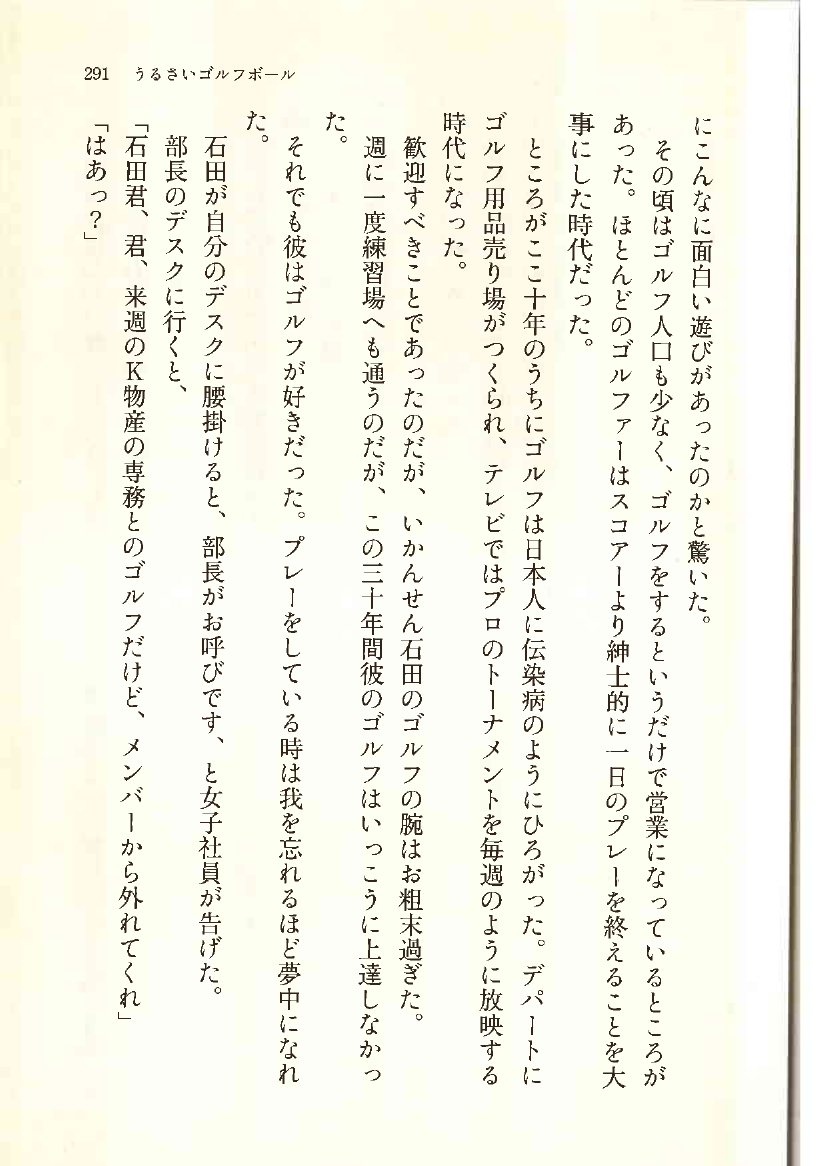 291　うるさいゴルフボール
にこんなに面白い遊びがあったのかと驚いた。
　その頃はゴルフ人口も少なく、ゴルフをするというだけで営業になっているところが
あった。ほとんどのゴルファーはスコアーより紳士的に一日のプレーを終えることを大
事にした時代だった。
　ところがここ十年のうちにゴルフは日本人に伝染病のようにひろがった。デパートに
ゴルフ用品売り場がつくられ、テレビではプロのトーナメントを毎週のように放映する
時代になった。
　歓迎すべきことであったのだが、いかんせん石田のゴルフの腕はお粗末過ぎた。
　週に一度練習場へも通うのだが、この三十年間彼のゴルフはいっこうに上達しなかっ
た。
　それでも彼はゴルフが好きだった。プレーをしている時は我を忘れるほど夢中になれ
た。
　石田が自分のデスクに腰掛けると、部長がお呼びです、と女子社員が告げた。
　部長のデスクに行くと、
「石田君、君、来週のK物産の専務とのゴルフだけど、メンバーから外れてくれ」
「はあっ？」